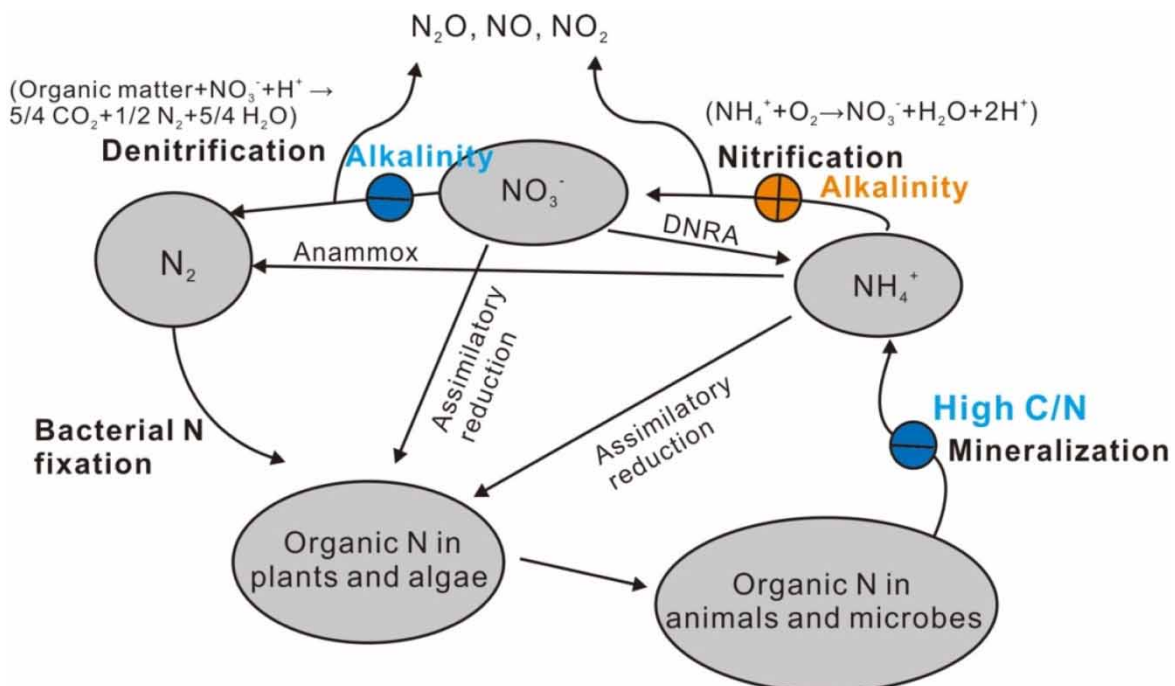 N₂O, NO, NO₂
(Organic matter+NO₃⁻+H⁺ →
5/4 CO₂+1/2 N₂+5/4 H₂O)
Denitrification
(NH₄⁺+O₂→NO₃⁻+H₂O+2H⁺)
Nitrification
Alkalinity
Alkalinity
NO₃⁻
DNRA
N₂
Anammox
NH₄⁺
Assimilatory
reduction
Assimilatory
reduction
Bacterial N
fixation
High C/N
Mineralization
Organic N in
plants and algae
Organic N in
animals and microbes